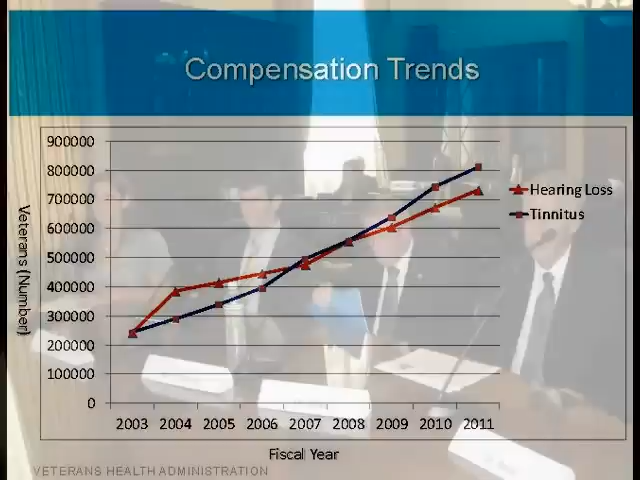 Compensation Trends
900000
800000
700000
600000
500000
400000
300000
200000
100000
0
Veterans (Number)
2003 2004 2005 2006 2007 2008 2009 2010 2011
Fiscal Year
Hearing Loss
Tinnitus
VETERANS HEALTH ADMINISTRATION